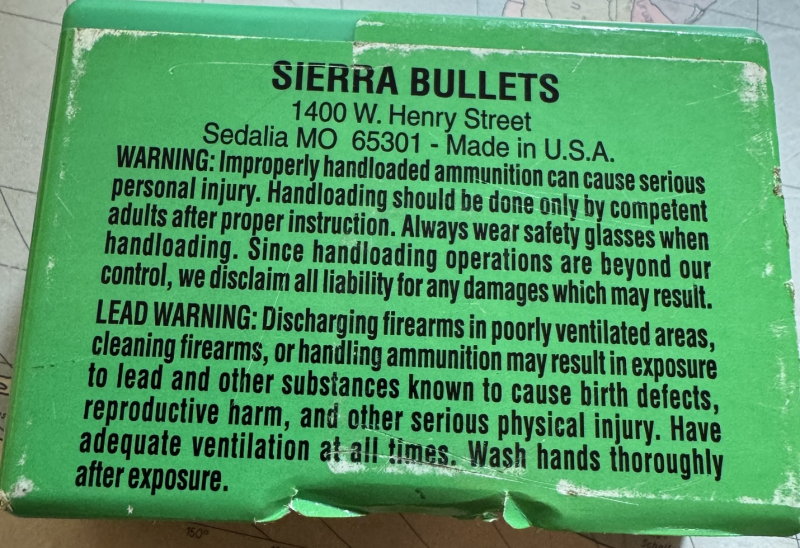 SIERRA BULLETS
1400 W. Henry Street
Sedalia MO 65301 - Made in U.S.A.
WARNING: Improperly handloaded ammunition can cause serious
personal injury. Handloading should be done only by competent
adults after proper instruction. Always wear safety glasses when
handloading. Since handloading operations are beyond our
control, we disclaim all liability for any damages which may result.
LEAD WARNING: Discharging firearms in poorly ventilated areas,
cleaning firearms, or handling ammunition may result in exposure
to lead and other substances known to cause birth defects,
reproductive harm, and other serious physical injury. Have
adequate ventilation at all times. Wash hands thoroughly
after exposure.
150°